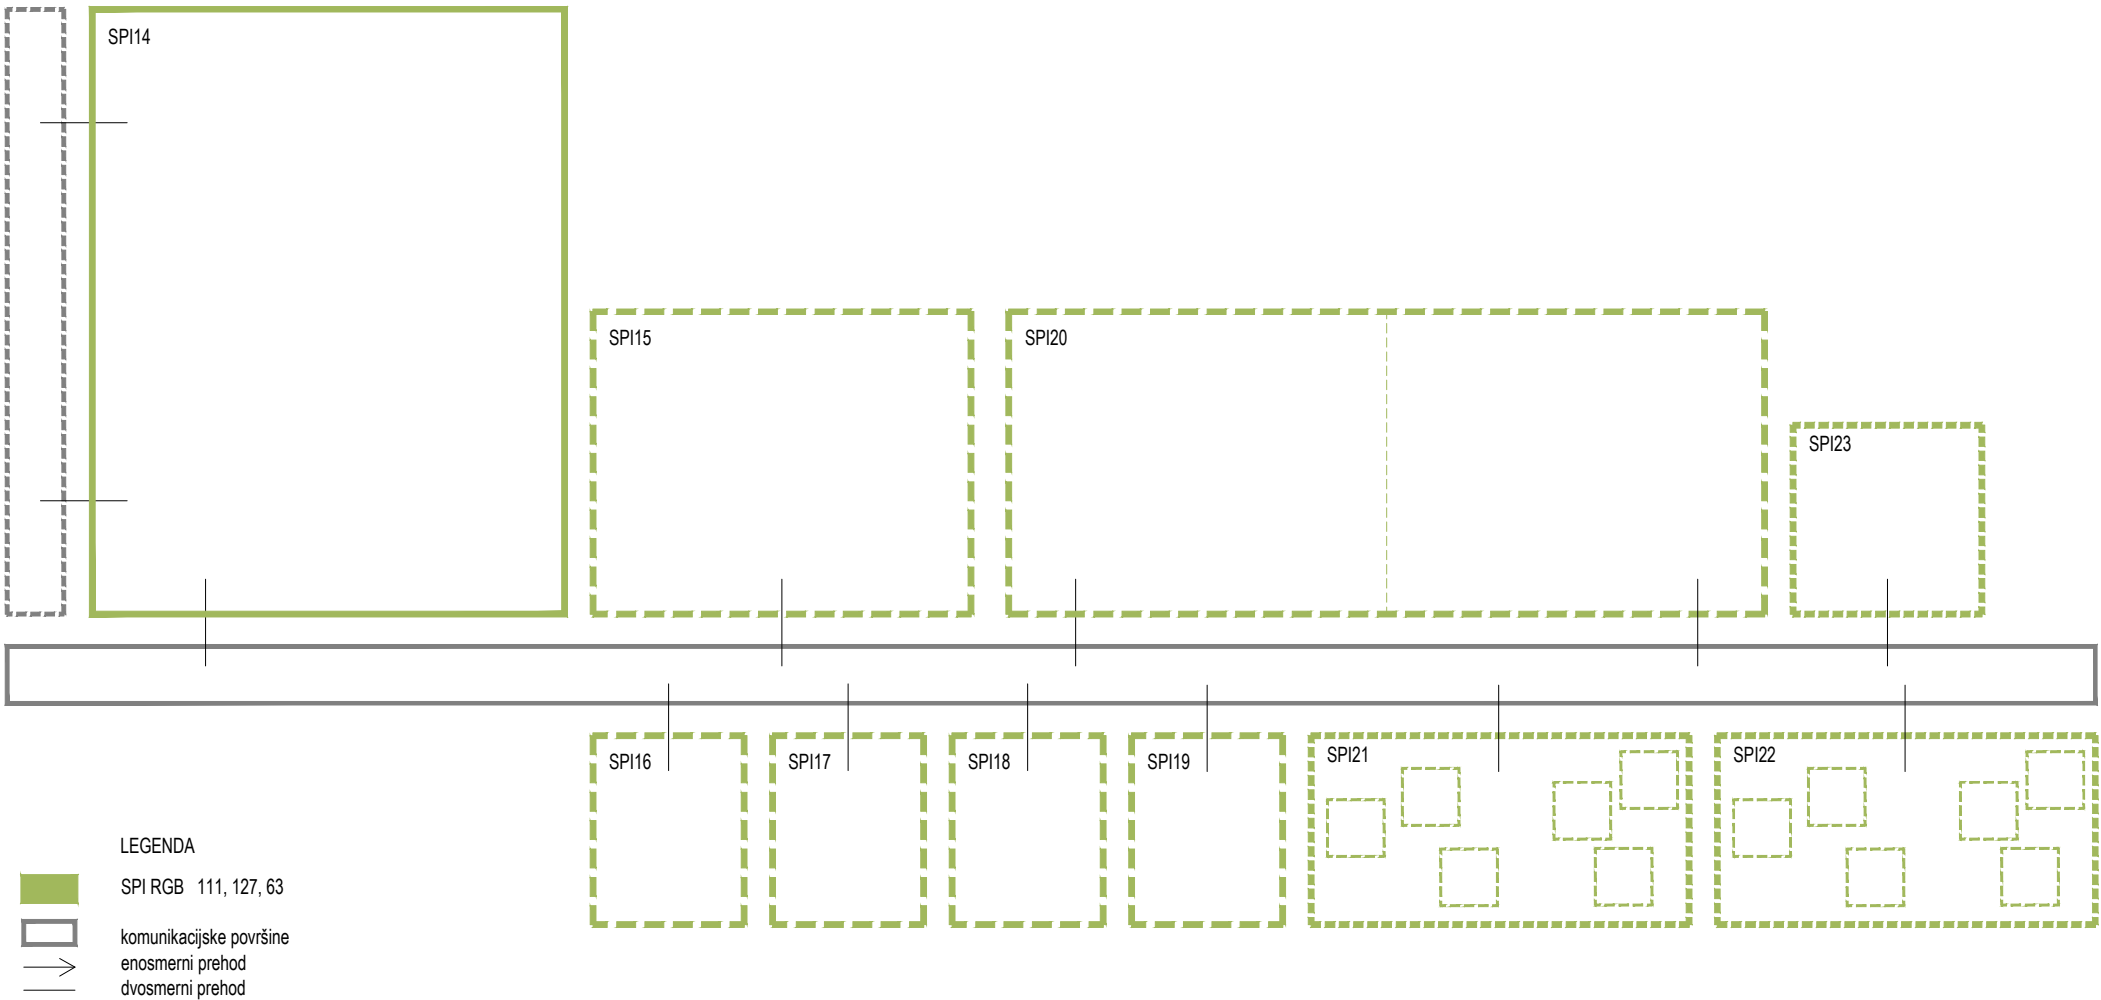 SPI14
SPI15
SPI20
SPI23
SPI16
SPI17
SPI18
SPI19
SPI21
SPI22
LEGENDA
SPI RGB 111, 127, 63
komunikacijske površine
enosmerni prehod
dvosmerni prehod